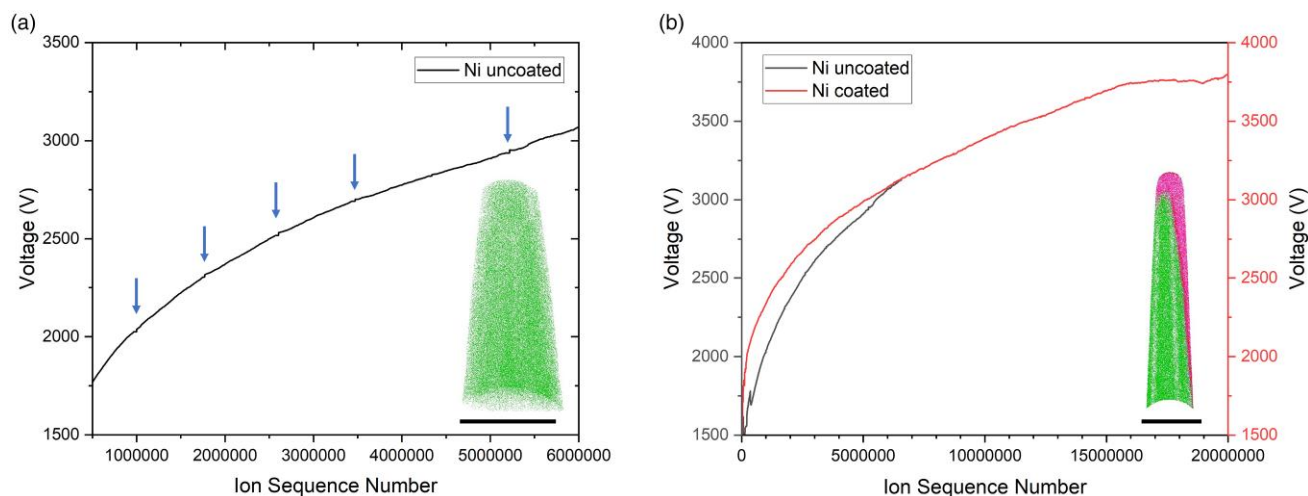 (a)
3500
3000
2500
2000
1500
Voltage (V)
Ni uncoated
1000000 2000000 3000000 4000000 5000000 6000000
Ion Sequence Number
(b)
4000
3500
3000
2500
2000
1500
Voltage (V)
Ni uncoated
Ni coated
4000
3500
3000
2500
2000
1500
Voltage (V)
0 5000000 10000000 15000000 20000000
Ion Sequence Number